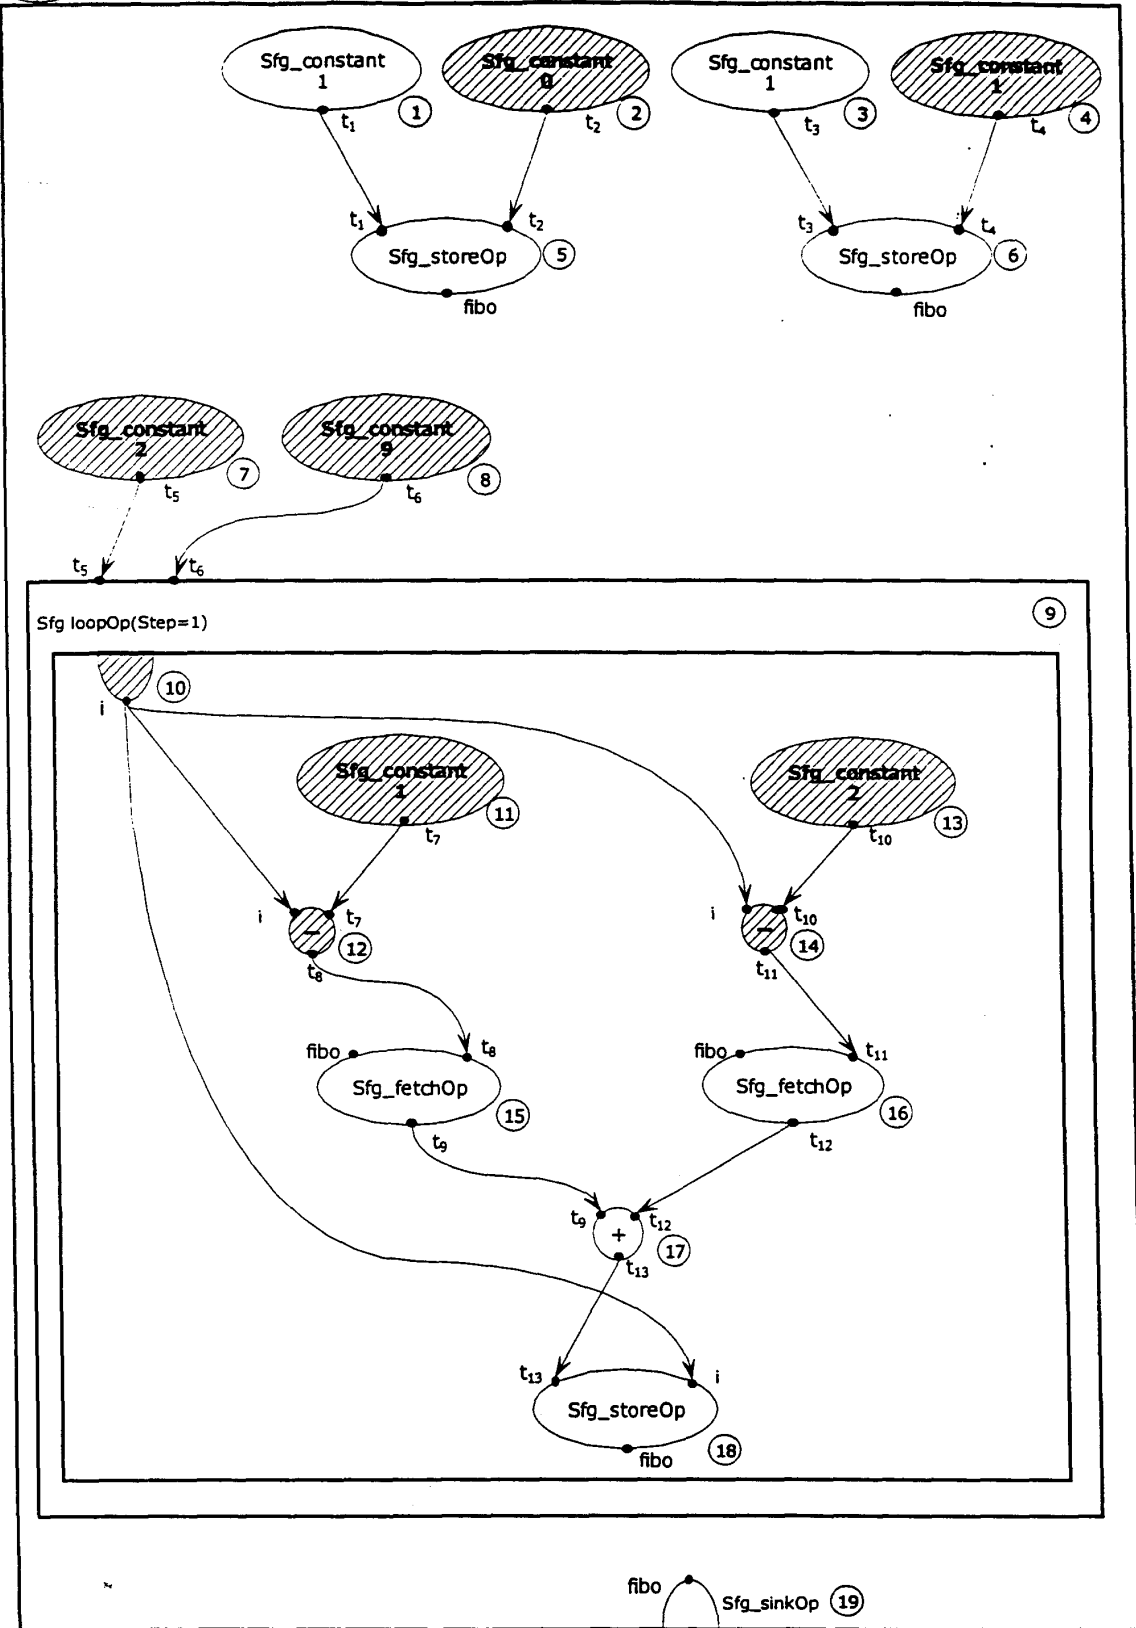 Sfg_constant
1
1
t₁
Sfg_constant
0
2
t₂
Sfg_constant
1
3
t₃
Sfg_constant
1
4
t₄
t₁
t₂
Sfg_storeOp
5
fibo
t₃
t₄
Sfg_storeOp
6
fibo
Sfg_constant
2
7
t₅
Sfg_constant
9
8
t₆
t₅
t₆
Sfg loopOp(Step=1)
9
10
i
Sfg_constant
1
11
t₇
Sfg_constant
2
13
t₁₀
i
t₇
-
12
t₈
i
t₁₀
-
14
t₁₁
fibo
t₈
Sfg_fetchOp
15
t₉
fibo
t₁₁
Sfg_fetchOp
16
t₁₂
t₉
t₁₂
+
17
t₁₃
t₁₃
i
Sfg_storeOp
18
fibo
fibo
Sfg_sinkOp
19